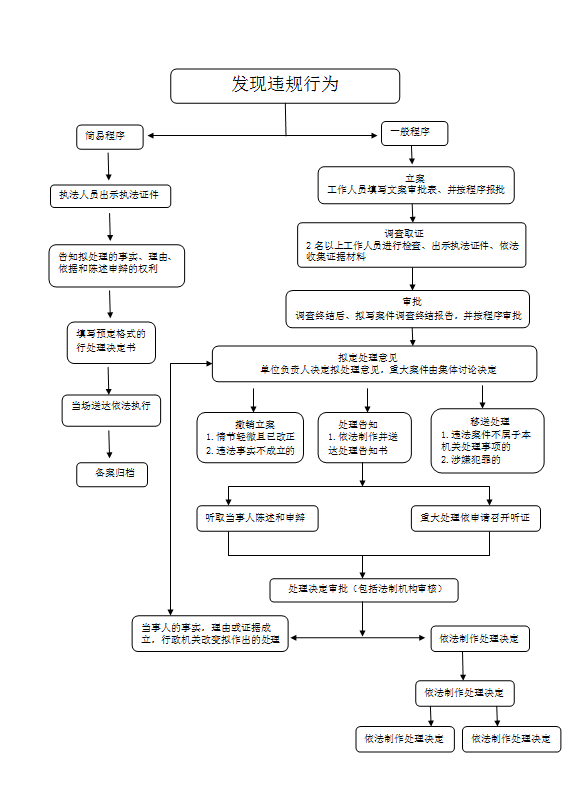 发现违规行为
简易程序
一般程序
立案
工作人员填写文案审批表、并按程序报批
执法人员出示执法证件
调查取证
2 名以上工作人员进行检查、出示执法证件、依法
收集证据材料
告知拟处理的事实、理由、
依据和陈述申辩的权利
审批
调查终结后、拟写案件调查终结报告，并按程序审批
填写预定格式的
行处理决定书
拟定处理意见
单位负责人决定拟处理意见，重大案件由集体讨论决定
当场送达依法执行
撤销立案
1. 情节轻微且已改正
2. 违法事实不成立的
处理告知
1. 依法制作并送
达处理告知书
移送处理
1. 违法案件不属于本
机关处理事项的
2. 涉嫌犯罪的
各案归档
听取当事人陈述和申辩
重大处理依申请召开听证
处理决定审批（包括法制机构审核）
当事人的事实，理由或证据成
立，行政机关改变拟作出的处理
依法制作处理决定
依法制作处理决定
依法制作处理决定
依法制作处理决定